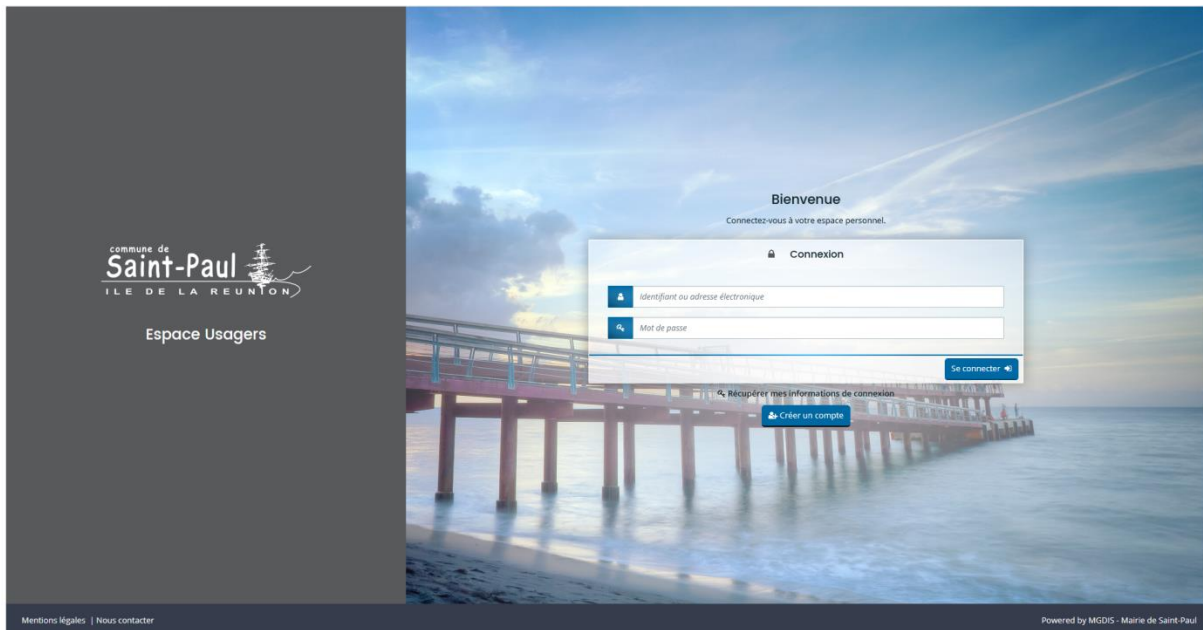 commune de
Saint-Paul
ILE DE LA REUNION
Espace Usagers
Bienvenue
Connectez-vous à votre espace personnel.
Connexion
Identifiant ou adresse électronique
Mot de passe
Se connecter
Récupérer mes informations de connexion
Créer un compte
Mentions légales | Nous contacter
Powered by MGDIS - Mairie de Saint-Paul